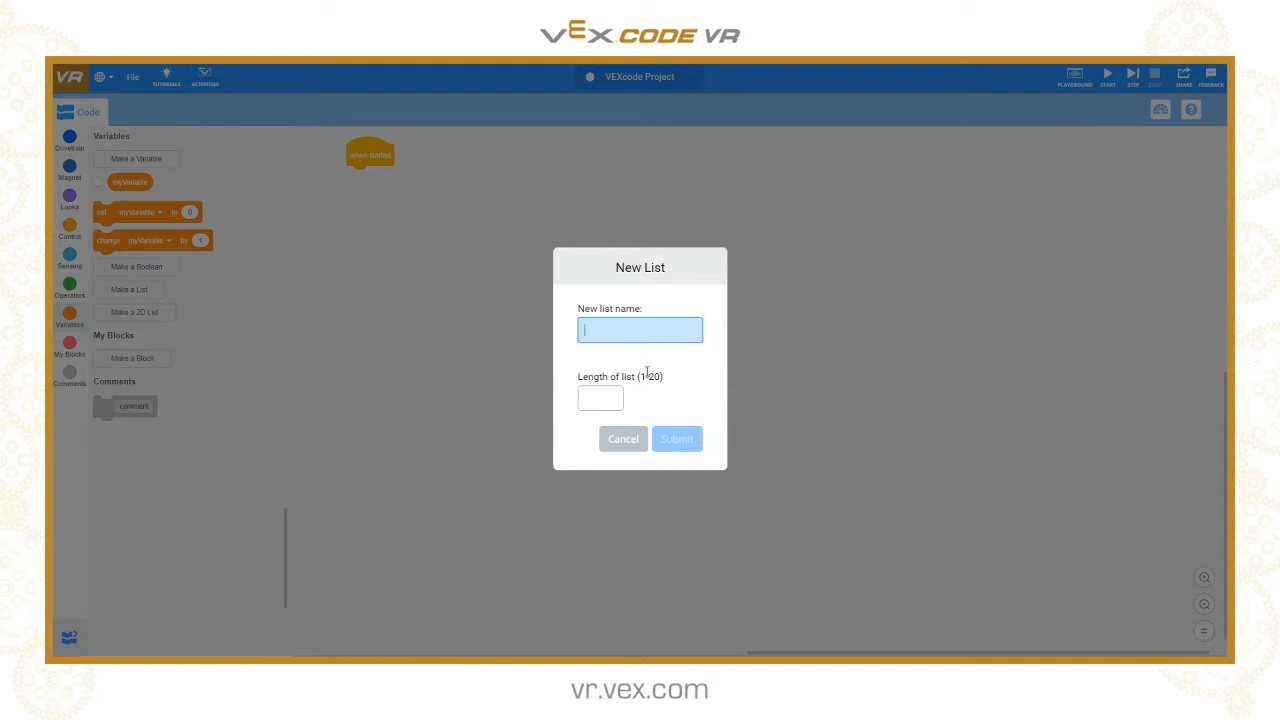 VEX CODE VR
VR
File
TUTORIALS
ACTIVITIES
VEXcode Project
PLAYGROUND
START
STEP
STOP
SHARE
FEEDBACK
Code
Drivetrain
Magnet
Looks
Control
Sensing
Operators
Variables
My Blocks
Comments
Variables
Make a Variable
myVariable
set myVariable to 0
change myVariable by 1
Make a Boolean
Make a List
Make a 2D List
My Blocks
Make a Block
Comments
comment
when started
New List
New list name:
Length of list (1-20)
Cancel Submit
vr.vex.com